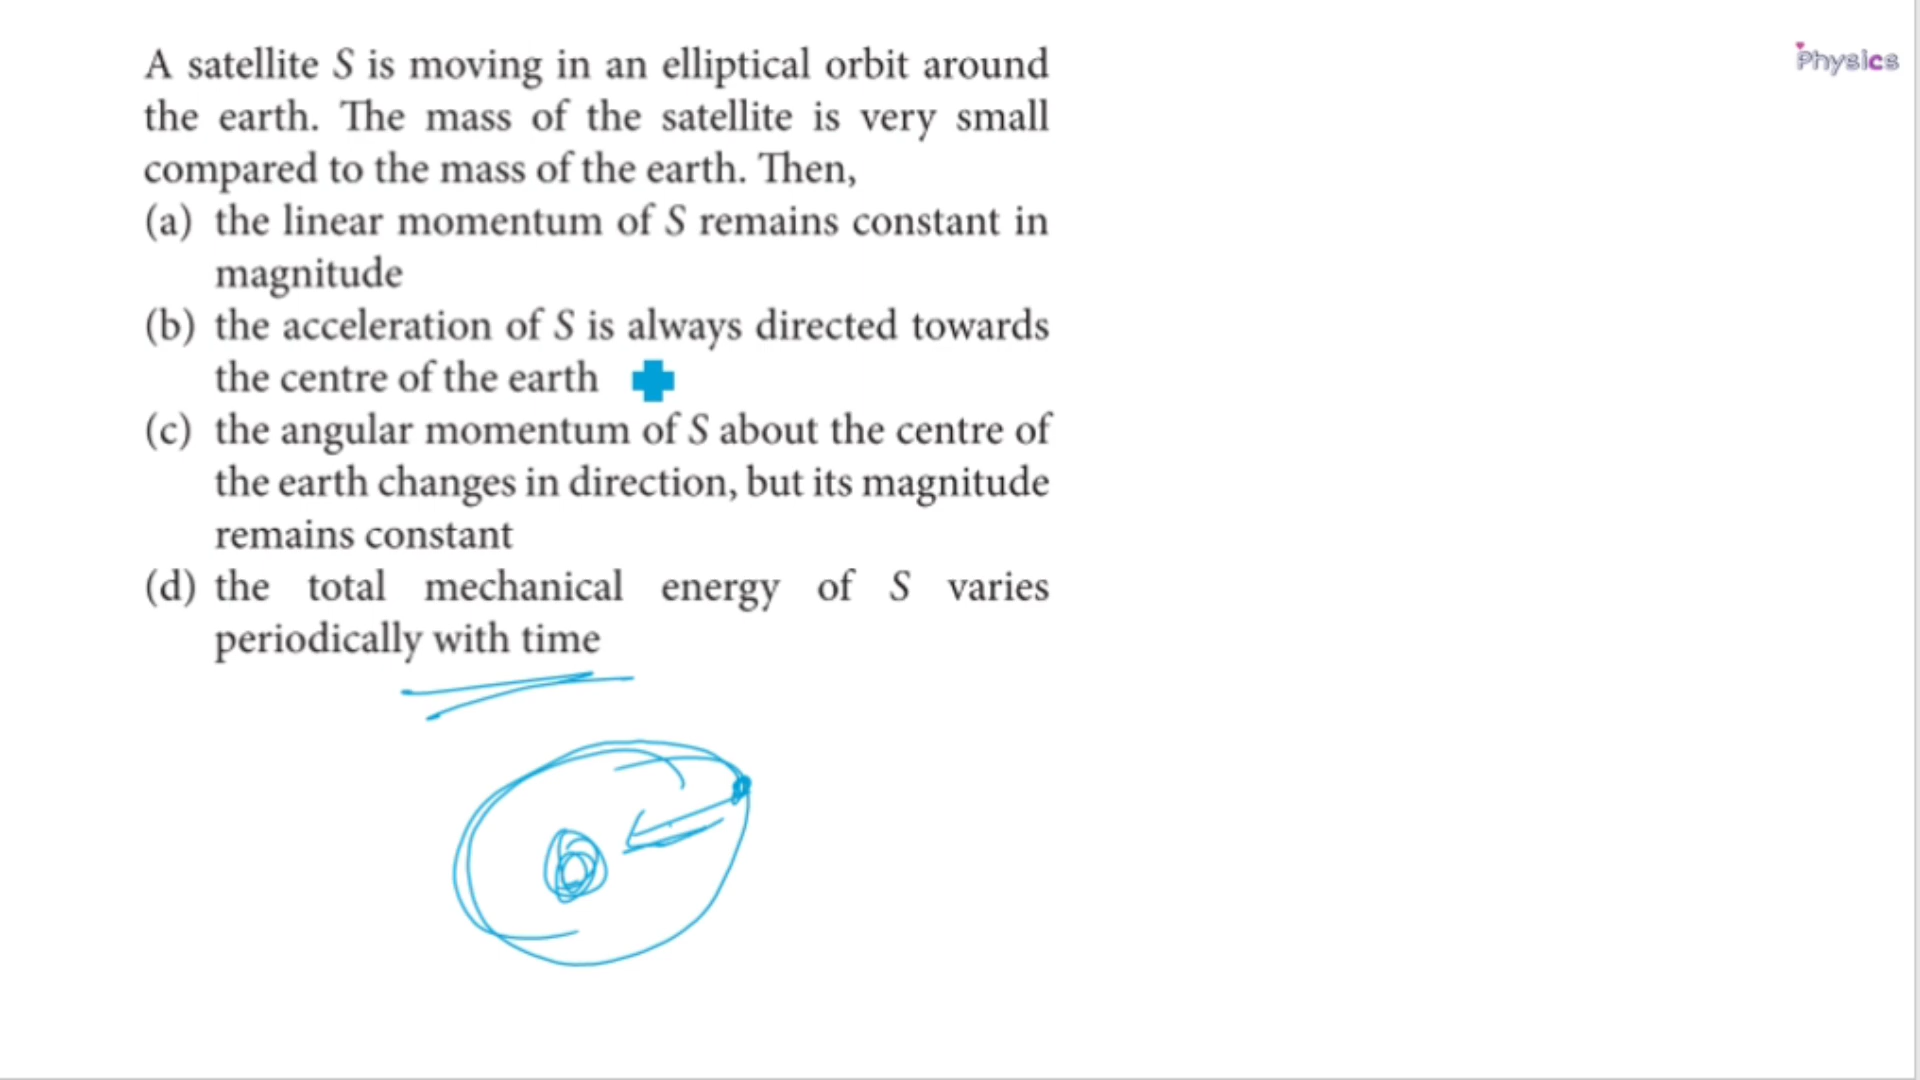 A satellite S is moving in an elliptical orbit around
the earth. The mass of the satellite is very small
compared to the mass of the earth. Then,
(a) the linear momentum of S remains constant in
magnitude
(b) the acceleration of S is always directed towards
the centre of the earth
(c) the angular momentum of S about the centre of
the earth changes in direction, but its magnitude
remains constant
(d) the total mechanical energy of S varies
periodically with time
Physics